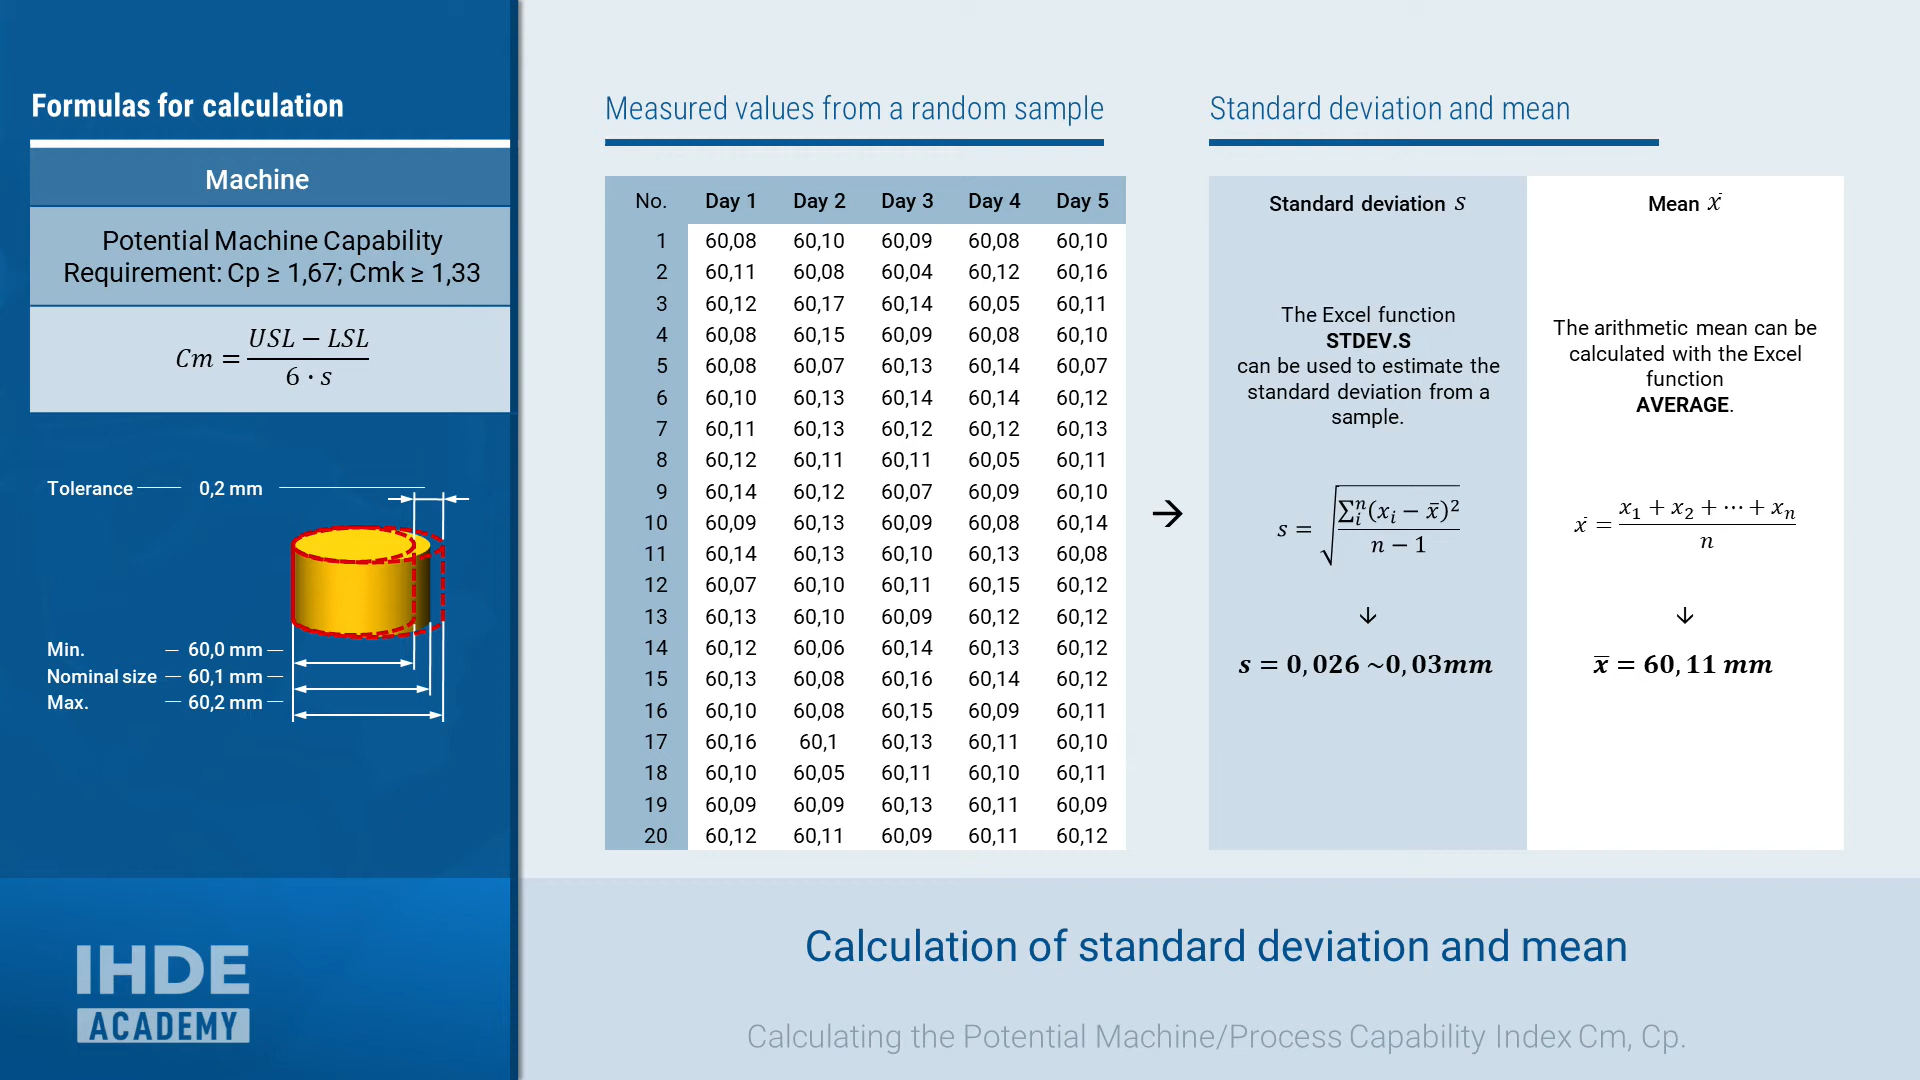 Formulas for calculation
Machine
Potential Machine Capability
Requirement: Cp ≥ 1,67; Cmk ≥ 1,33
Cm = (USL − LSL) / (6 · s)
Tolerance 0,2 mm
Min. 60,0 mm
Nominal size 60,1 mm
Max. 60,2 mm
IHDE
ACADEMY
Measured values from a random sample
No. Day 1 Day 2 Day 3 Day 4 Day 5
1 60,08 60,10 60,09 60,08 60,10
2 60,11 60,08 60,04 60,12 60,16
3 60,12 60,17 60,14 60,05 60,11
4 60,08 60,15 60,09 60,08 60,10
5 60,08 60,07 60,13 60,14 60,07
6 60,10 60,13 60,14 60,14 60,12
7 60,11 60,13 60,12 60,12 60,13
8 60,12 60,11 60,11 60,05 60,11
9 60,14 60,12 60,07 60,09 60,10
10 60,09 60,13 60,09 60,08 60,14
11 60,14 60,13 60,10 60,13 60,08
12 60,07 60,10 60,11 60,15 60,12
13 60,13 60,10 60,09 60,12 60,12
14 60,12 60,06 60,14 60,13 60,12
15 60,13 60,08 60,16 60,14 60,12
16 60,10 60,08 60,15 60,09 60,11
17 60,16 60,1 60,13 60,11 60,10
18 60,10 60,05 60,11 60,10 60,11
19 60,09 60,09 60,13 60,11 60,09
20 60,12 60,11 60,09 60,11 60,12
→
Standard deviation and mean
Standard deviation s
The Excel function
STDEV.S
can be used to estimate the
standard deviation from a
sample.
s = √(∑ᵢⁿ(xᵢ − x̄)² / (n − 1))
↓
s = 0,026 ~0,03mm
Mean ẋ
The arithmetic mean can be
calculated with the Excel
function
AVERAGE.
ẋ = (x₁ + x₂ + ⋯ + xₙ) / n
↓
x̄ = 60,11 mm
Calculation of standard deviation and mean
Calculating the Potential Machine/Process Capability Index Cm, Cp.